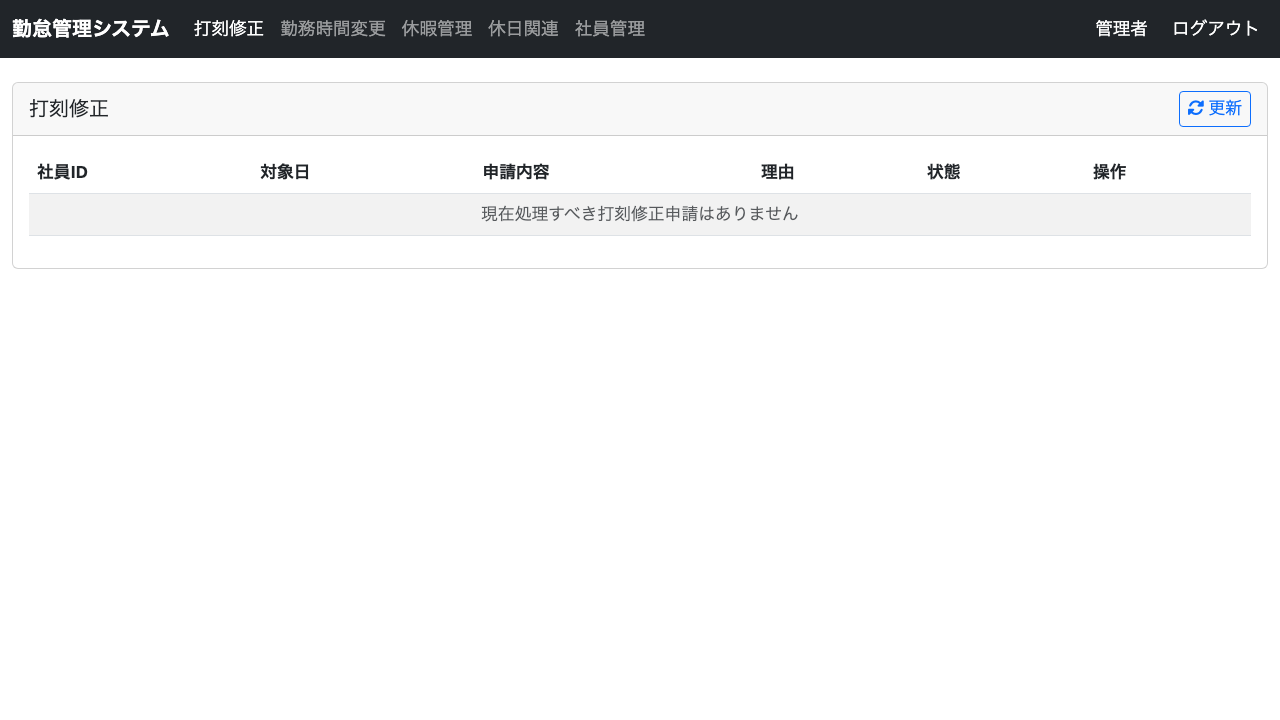 勤怠管理システム 打刻修正 勤務時間変更 休暇管理 休日関連 社員管理 管理者 ログアウト
打刻修正 更新
社員ID 対象日 申請内容 理由 状態 操作
現在処理すべき打刻修正申請はありません